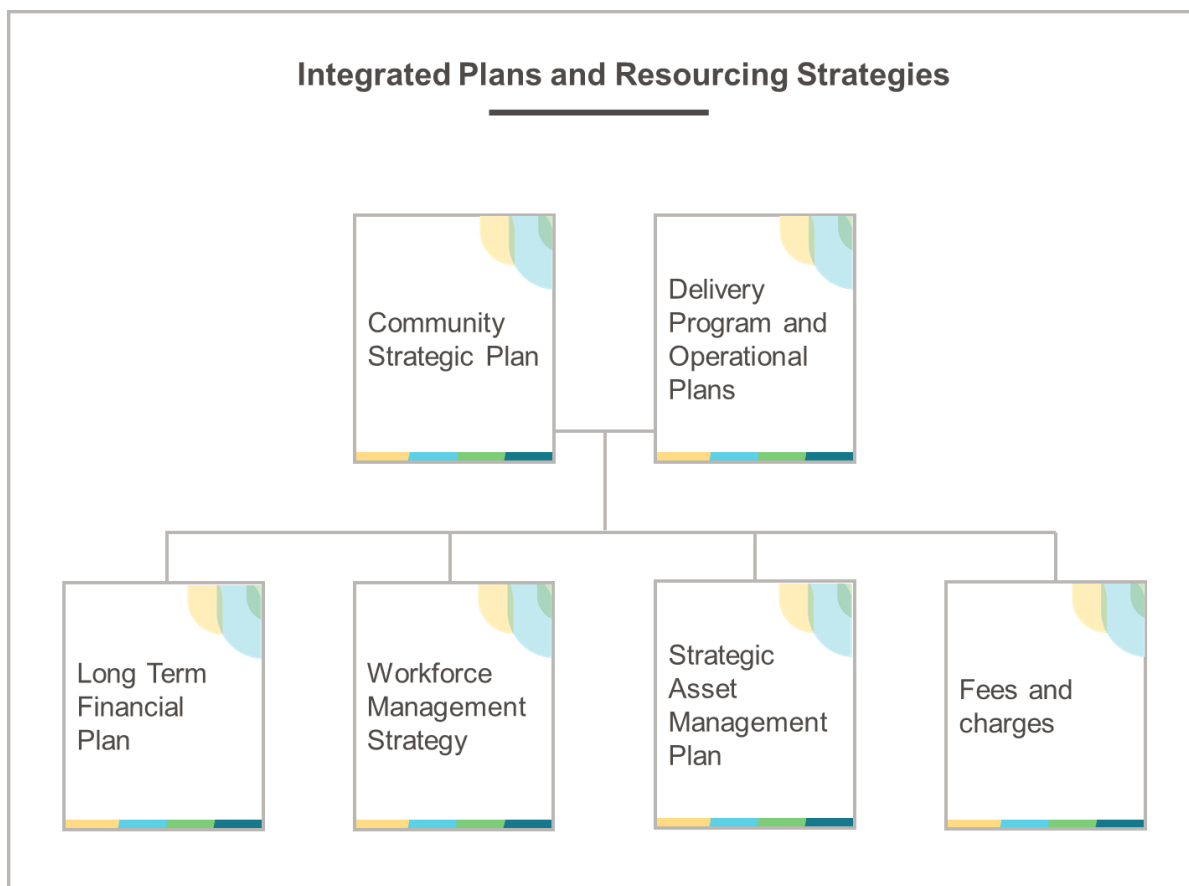 Integrated Plans and Resourcing Strategies
Community
Strategic Plan
Delivery
Program and
Operational
Plans
Long Term
Financial
Plan
Workforce
Management
Strategy
Strategic
Asset
Management
Plan
Fees and
charges